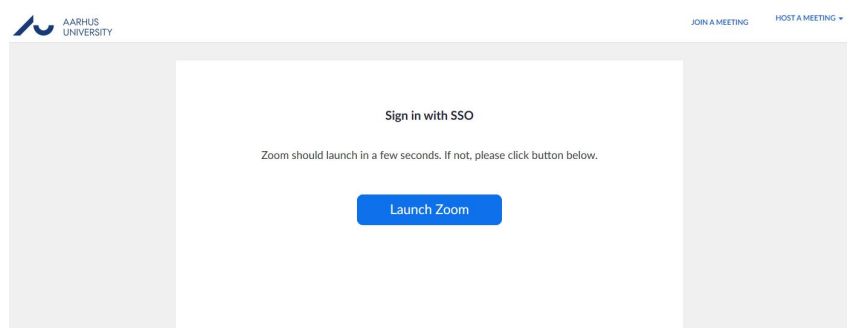 AARHUS
UNIVERSITY
JOIN A MEETING
HOST A MEETING
Sign in with SSO
Zoom should launch in a few seconds. If not, please click button below.
Launch Zoom